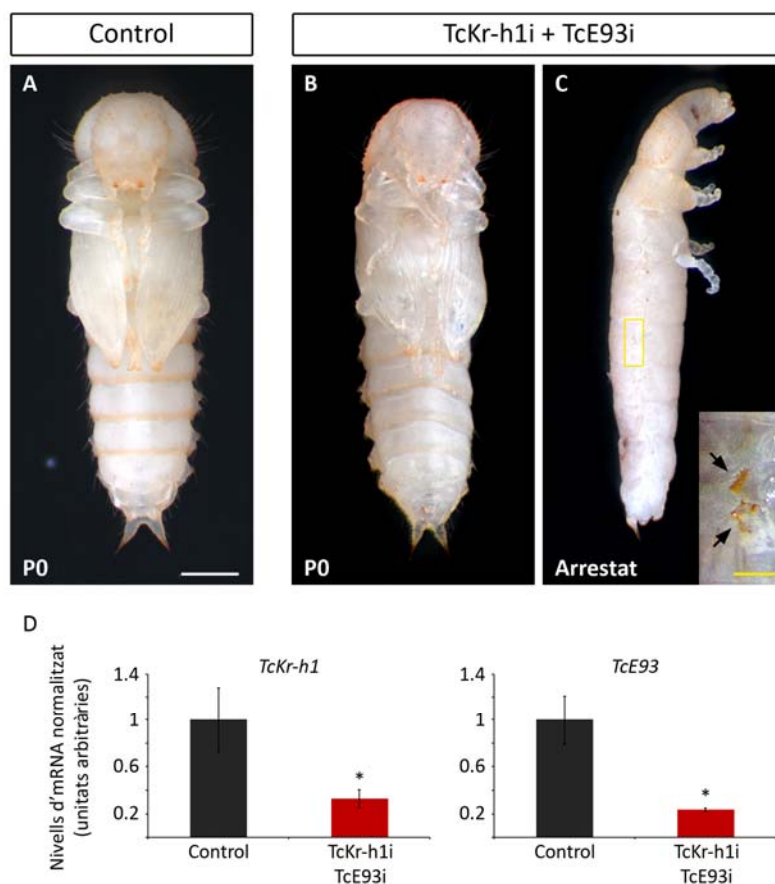 Control
TcKr-h1i + TcE93i
A
B
C
P0
P0
Arrestat
D
Nivells d'mRNA normalitzat
(unitats arbitràries)
TcKr-h1
1.4
1
0.6
0.2
*
Control
TcKr-h1i
TcE93i
TcE93
1.4
1
0.6
0.2
*
Control
TcKr-h1i
TcE93i